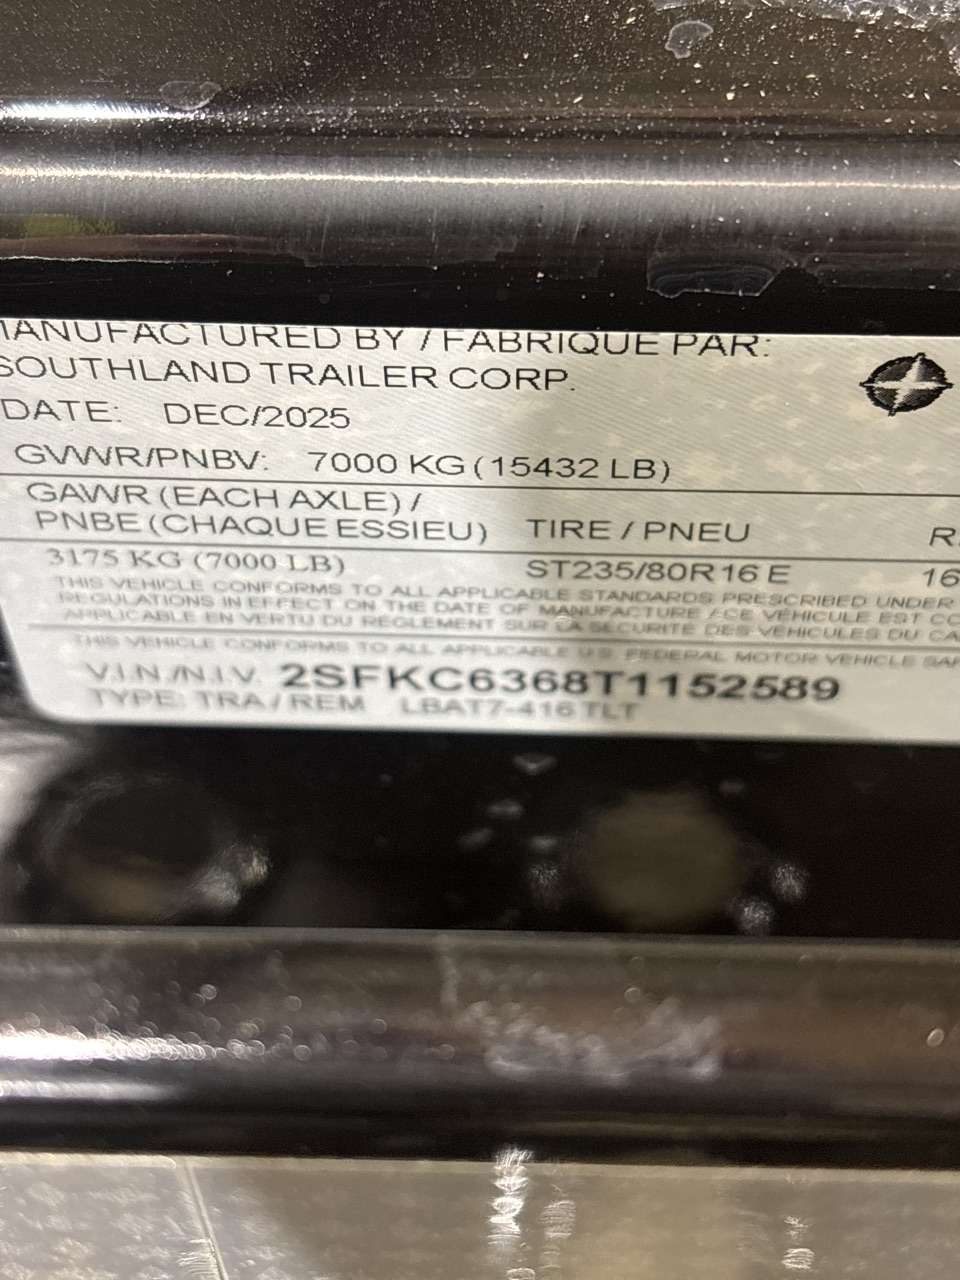 MANUFACTURED BY / FABRIQUE PAR:
SOUTHLAND TRAILER CORP.
DATE: DEC/2025
GVWR/PNBV: 7000 KG (15432 LB)
GAWR (EACH AXLE) /
PNBE (CHAQUE ESSIEU) TIRE / PNEU R
3175 KG (7000 LB) ST235/80R16 E 16
THIS VEHICLE CONFORMS TO ALL APPLICABLE STANDARDS PRESCRIBED UNDER
REGULATIONS IN EFFECT ON THE DATE OF MANUFACTURE / CE VÉHICULE EST CO
APPLICABLE EN VERTU DU RÈGLEMENT SUR LA SÉCURITÉ DES VÉHICULES DU CA
THIS VEHICLE CONFORMS TO ALL APPLICABLE U.S. FEDERAL MOTOR VEHICLE SAF
V.I.N./N.I.V. 2SFKC6368T1152589
TYPE: TRA / REM LBAT7-416 TLT